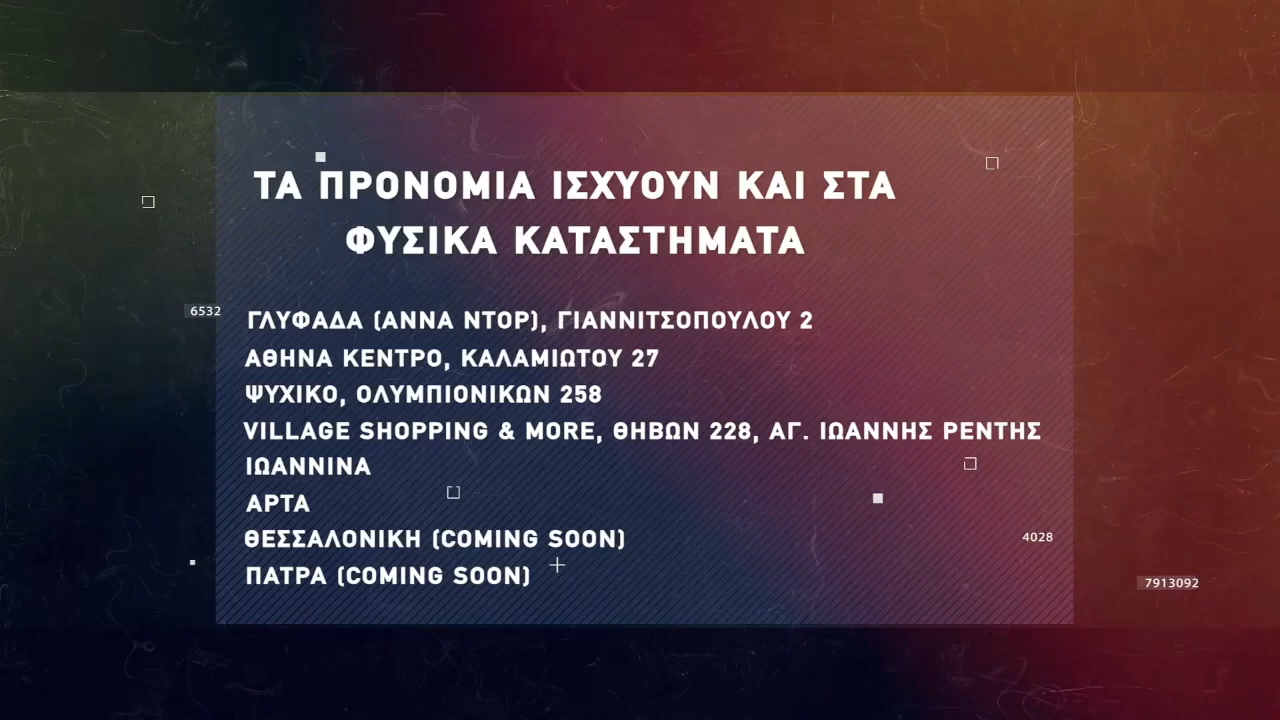 ΤΑ ΠΡΟΝΟΜΙΑ ΙΣΧΥΟΥΝ ΚΑΙ ΣΤΑ
ΦΥΣΙΚΑ ΚΑΤΑΣΤΗΜΑΤΑ
6532
ΓΛΥΦΑΔΑ (ΑΝΝΑ ΝΤΟΡ), ΓΙΑΝΝΙΤΣΟΠΟΥΛΟΥ 2
ΑΘΗΝΑ ΚΕΝΤΡΟ, ΚΑΛΑΜΙΩΤΟΥ 27
ΨΥΧΙΚΟ, ΟΛΥΜΠΙΟΝΙΚΩΝ 258
VILLAGE SHOPPING & MORE, ΘΗΒΩΝ 228, ΑΓ. ΙΩΑΝΝΗΣ ΡΕΝΤΗΣ
ΙΩΑΝΝΙΝΑ
ΑΡΤΑ
ΘΕΣΣΑΛΟΝΙΚΗ (COMING SOON)
4028
ΠΑΤΡΑ (COMING SOON)
7913092